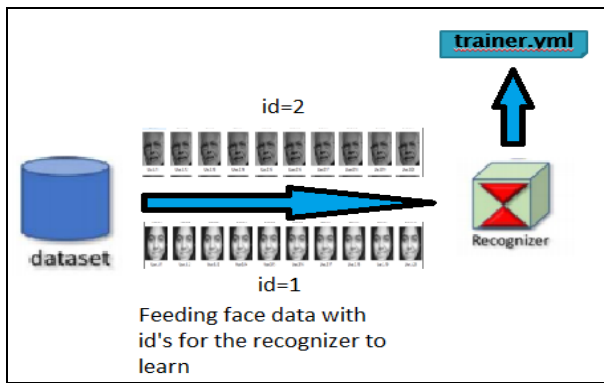 trainer.yml
id=2
dataset
Recognizer
id=1
Feeding face data with
id's for the recognizer to
learn